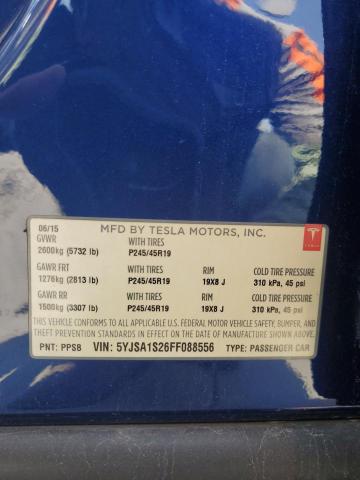 06/15 MFD BY TESLA MOTORS, INC.
GVWR WITH TIRES
2600kg (5732 lb) P245/45R19
TESLA
GAWR FRT WITH TIRES RIM COLD TIRE PRESSURE
1276kg (2813 lb) P245/45R19 19X8 J 310 kPa, 45 psi
GAWR RR WITH TIRES RIM COLD TIRE PRESSURE
1500kg (3307 lb) P245/45R19 19X8 J 310 kPa, 45 psi
THIS VEHICLE CONFORMS TO ALL APPLICABLE U.S. FEDERAL MOTOR VEHICLE SAFETY, BUMPER, AND
THEFT PREVENTION STANDARDS IN EFFECT ON THE DATE OF MANUFACTURE SHOWN ABOVE.
PNT: PPSB VIN: 5YJSA1S26FF088556 TYPE: PASSENGER CAR